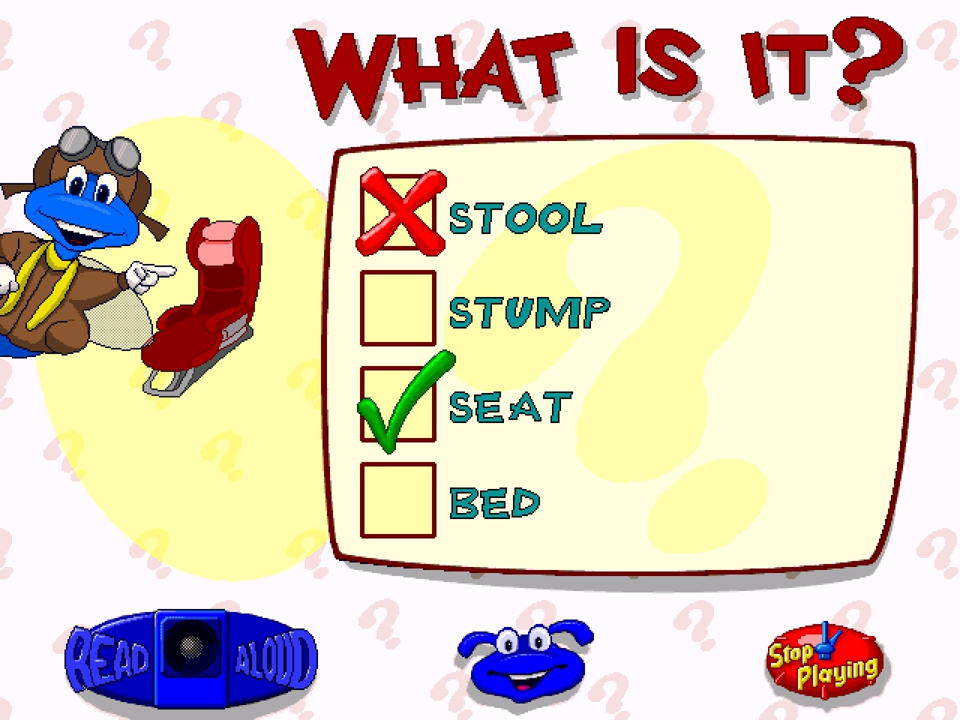 WHAT IS IT?
STOOL
STUMP
SEAT
BED
READ ALOUD
Stop
Playing